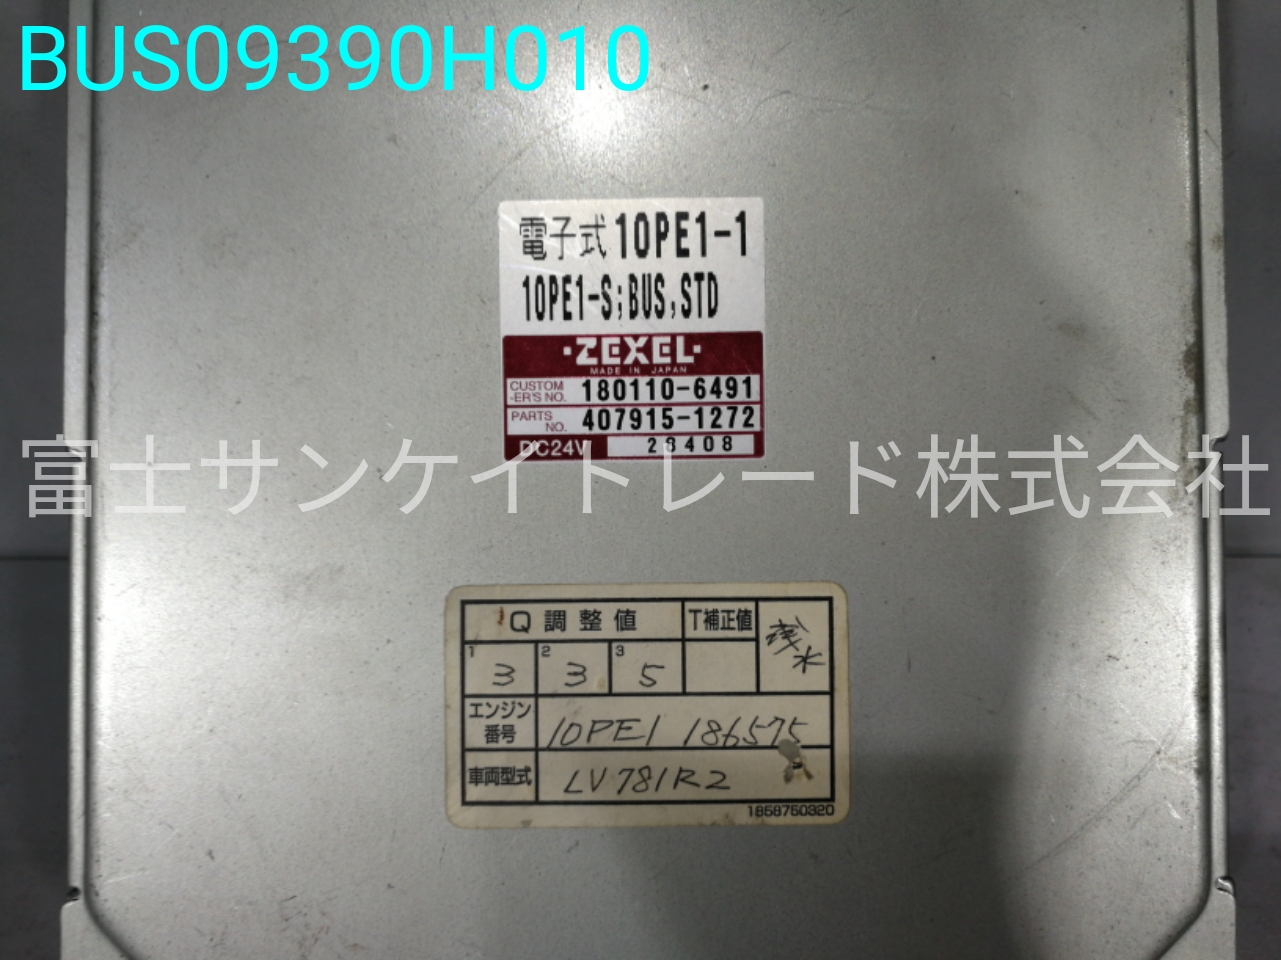 BUS09390H010
電子式10PE1-1
10PE1-S;BUS,STD
・ZEXEL・
MADE IN JAPAN
CUSTOM
-ER'S NO. 180110-6491
PARTS
NO. 407915-1272
DC24V 28408
富士サンケイトレード株式会社
Q調整値 T補正値
1 3 2 3 3 5
エンジン
番号 10PE1 186575
車両型式 LV781R2
1858750320